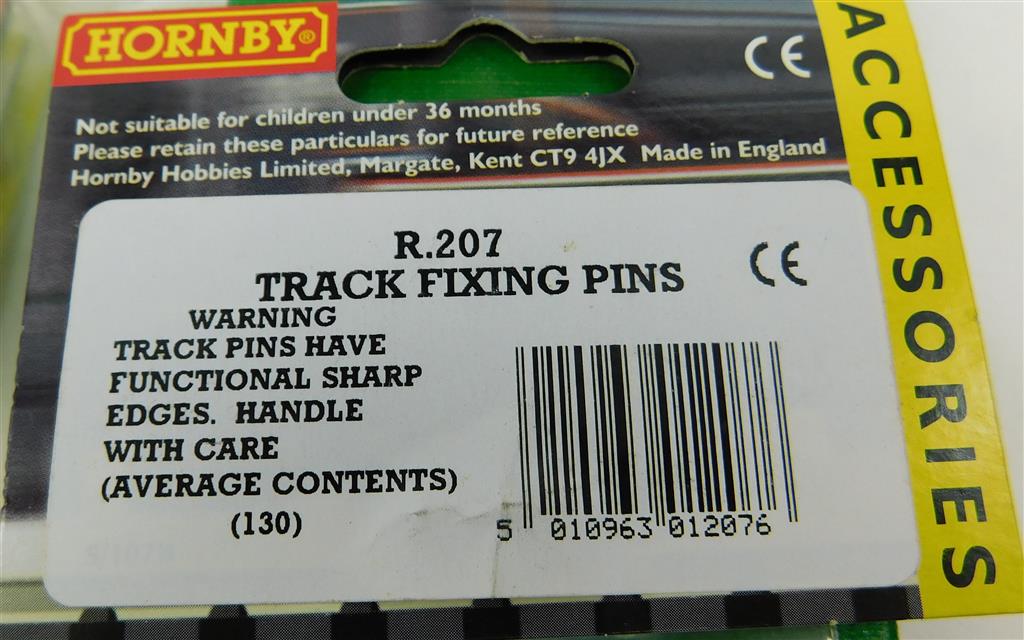 HORNBY®
CE
Not suitable for children under 36 months
Please retain these particulars for future reference
Hornby Hobbies Limited, Margate, Kent CT9 4JX Made in England
ACCESSORIES
R.207
TRACK FIXING PINS
CE
WARNING
TRACK PINS HAVE
FUNCTIONAL SHARP
EDGES. HANDLE
WITH CARE
(AVERAGE CONTENTS)
(130)
5 010963 012076